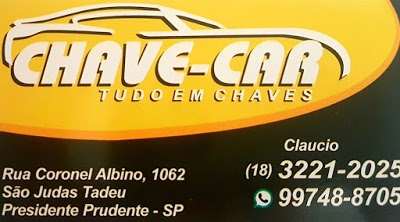 CHAVE-CAR
TUDO EM CHAVES
Claucio
(18) 3221-2025
99748-8705
Rua Coronel Albino, 1062
São Judas Tadeu
Presidente Prudente - SP